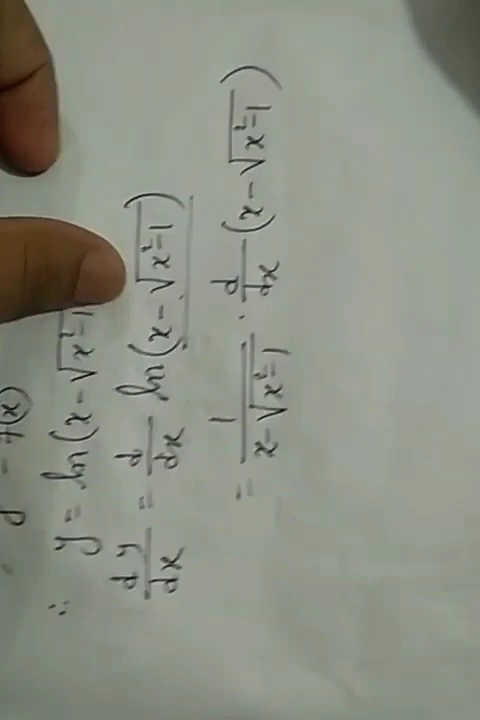 y = f(x)
∴ y = ln(x - √x²-1
dy/dx = d/dx ln(x - √x²-1)
= 1/(x - √x²-1) · d/dx (x - √x²-1)